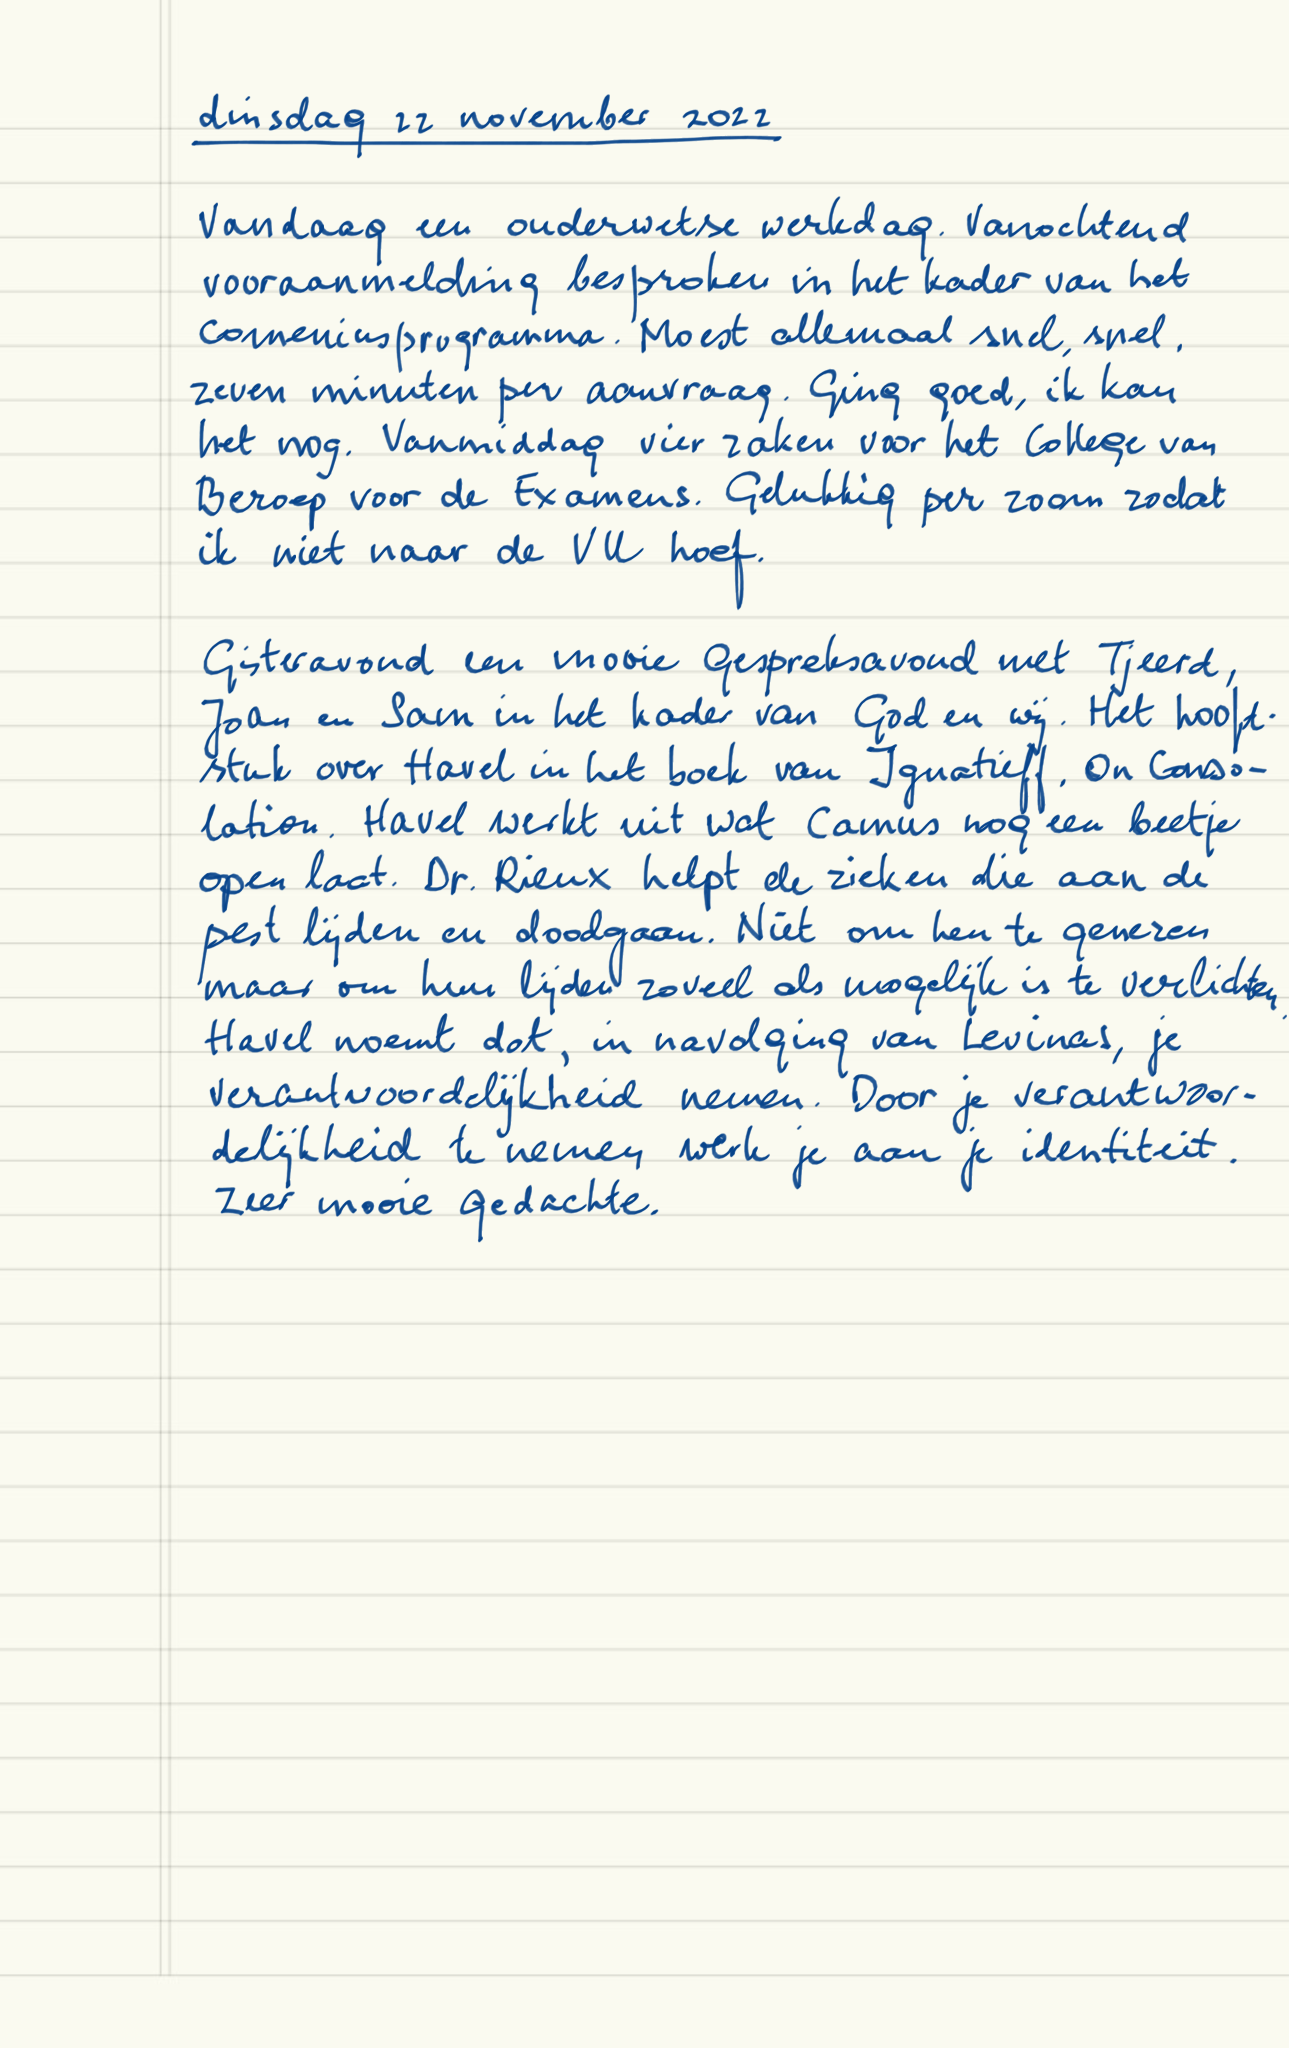 dinsdag 22 november 2022
Vandaag een ouderwetse werkdag. Vanochtend
vooraanmelding besproken in het kader van het
Comeniusprogramma. Moest allemaal snel, snel,
zeven minuten per aanvraag. Ging goed, ik kan
het nog. Vanmiddag vier zaken voor het College van
Beroep voor de Examens. Gelukkig per zoom zodat
ik niet naar de VU hoef.
Gisteravond een mooie gespreksavond met Tjeerd,
Joan en Sam in het kader van God en wij. Het hoofd-
stuk over Havel in het boek van Ignatieff, On Conso-
lation. Havel werkt uit wat Camus nog een beetje
open laat. Dr. Rieux helpt de zieken die aan de
pest lijden en doodgaan. Niet om hen te genezen
maar om hun lijden zoveel als mogelijk is te verlichten.
Havel noemt dat, in navolging van Levinas, je
verantwoordelijkheid nemen. Door je verantwoor-
delijkheid te nemen werk je aan je identiteit.
Zeer mooie gedachte.